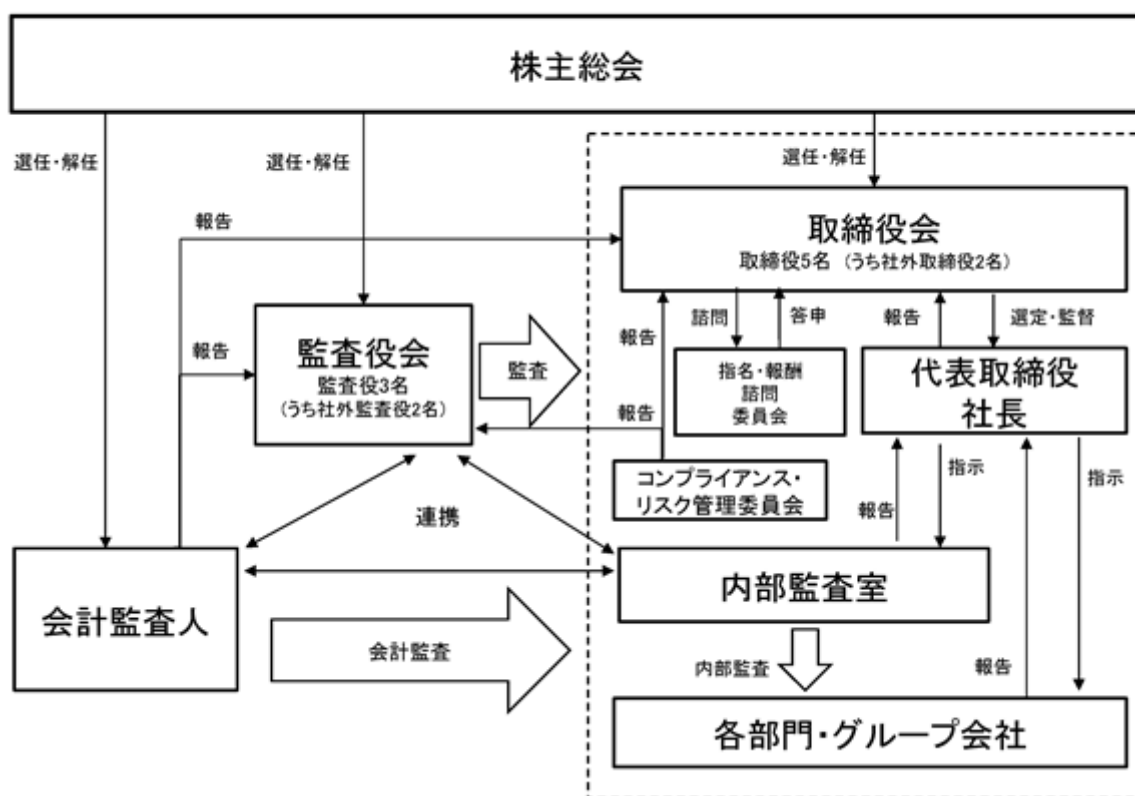 株主総会
選任・解任
選任・解任
選任・解任
報告
取締役会
取締役5名 (うち社外取締役2名)
報告
監査役会
監査役3名
(うち社外監査役2名)
監査
報告
諮問
答申
報告
選定・監督
指名・報酬
諮問
委員会
代表取締役
社長
報告
コンプライアンス・
リスク管理委員会
報告
指示
指示
連携
会計監査人
内部監査室
会計監査
内部監査
報告
各部門・グループ会社